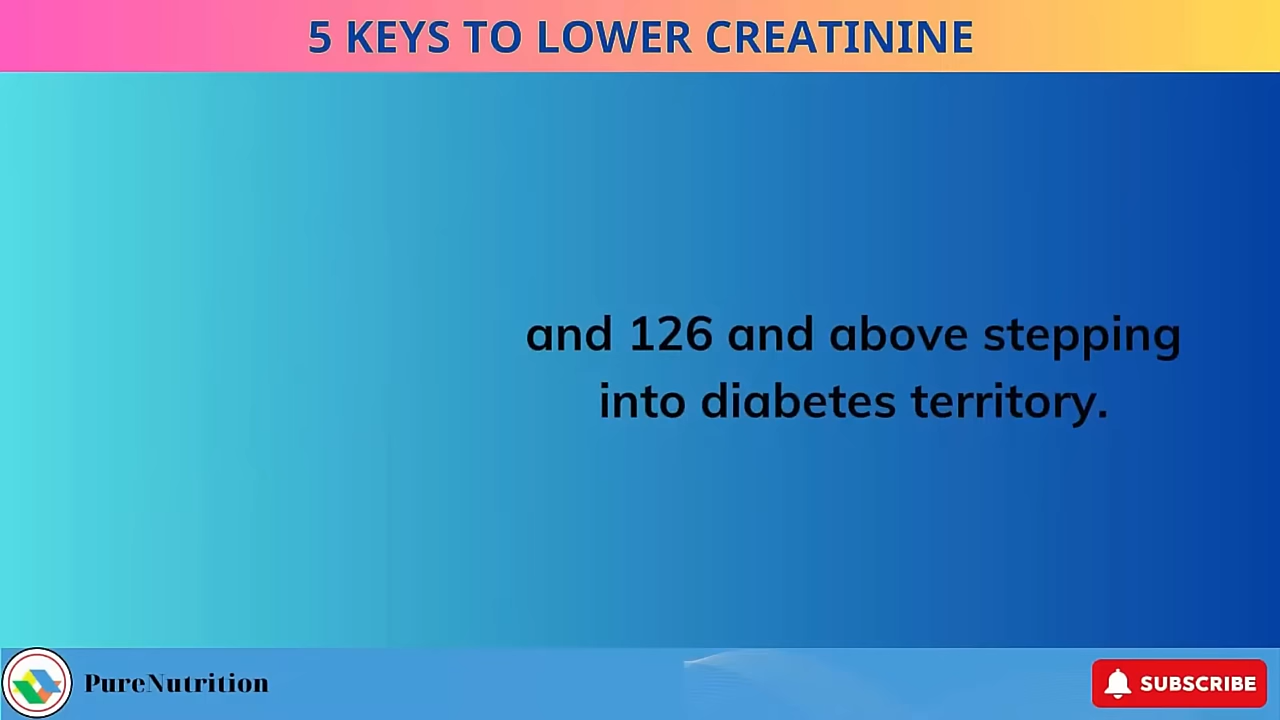 5 KEYS TO LOWER CREATININE
and 126 and above stepping
into diabetes territory.
PureNutrition
SUBSCRIBE